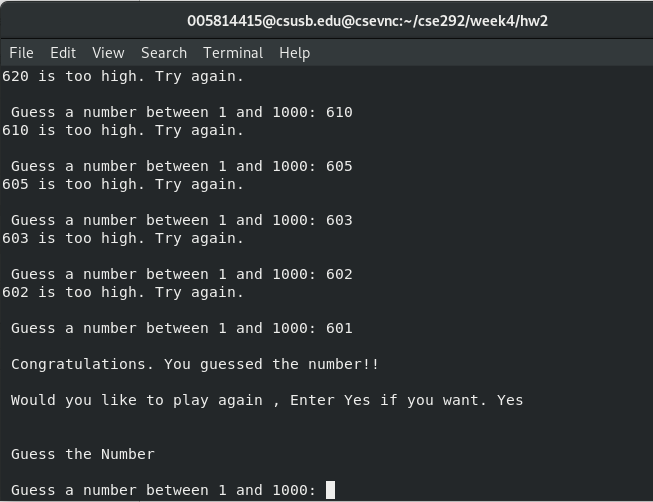 005814415@csusb.edu@csevnc:~/cse292/week4/hw2
File Edit View Search Terminal Help
620 is too high. Try again.
Guess a number between 1 and 1000: 610
610 is too high. Try again.
Guess a number between 1 and 1000: 605
605 is too high. Try again.
Guess a number between 1 and 1000: 603
603 is too high. Try again.
Guess a number between 1 and 1000: 602
602 is too high. Try again.
Guess a number between 1 and 1000: 601
Congratulations. You guessed the number!!
Would you like to play again , Enter Yes if you want. Yes
Guess the Number
Guess a number between 1 and 1000: